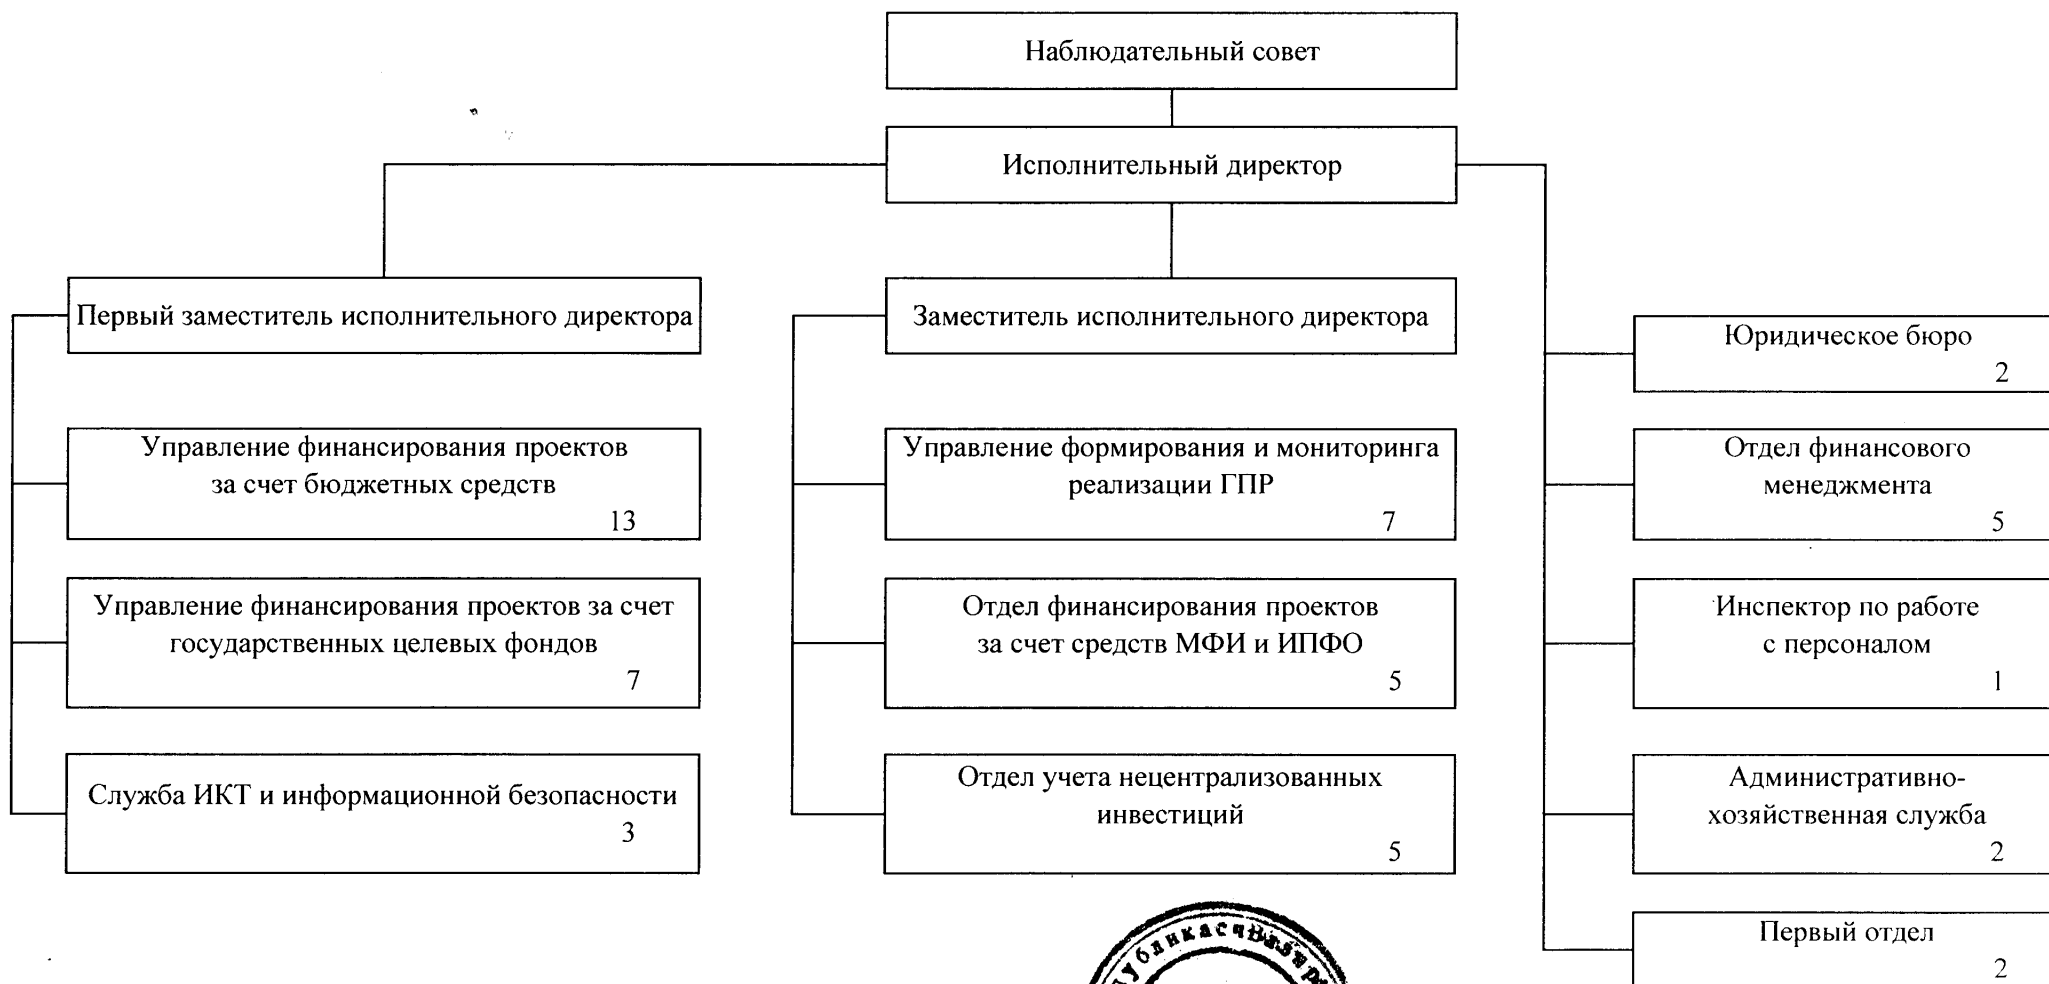 Наблюдательный совет
Исполнительный директор
Первый заместитель исполнительного директора
Управление финансирования проектов
за счет бюджетных средств
13
Управление финансирования проектов за счет
государственных целевых фондов
7
Служба ИКТ и информационной безопасности
3
Заместитель исполнительного директора
Управление формирования и мониторинга
реализации ГПР
7
Отдел финансирования проектов
за счет средств МФИ и ИПФО
5
Отдел учета нецентрализованных
инвестиций
5
Юридическое бюро
2
Отдел финансового
менеджмента
5
Инспектор по работе
с персоналом
1
Административно-
хозяйственная служба
2
Первый отдел
2